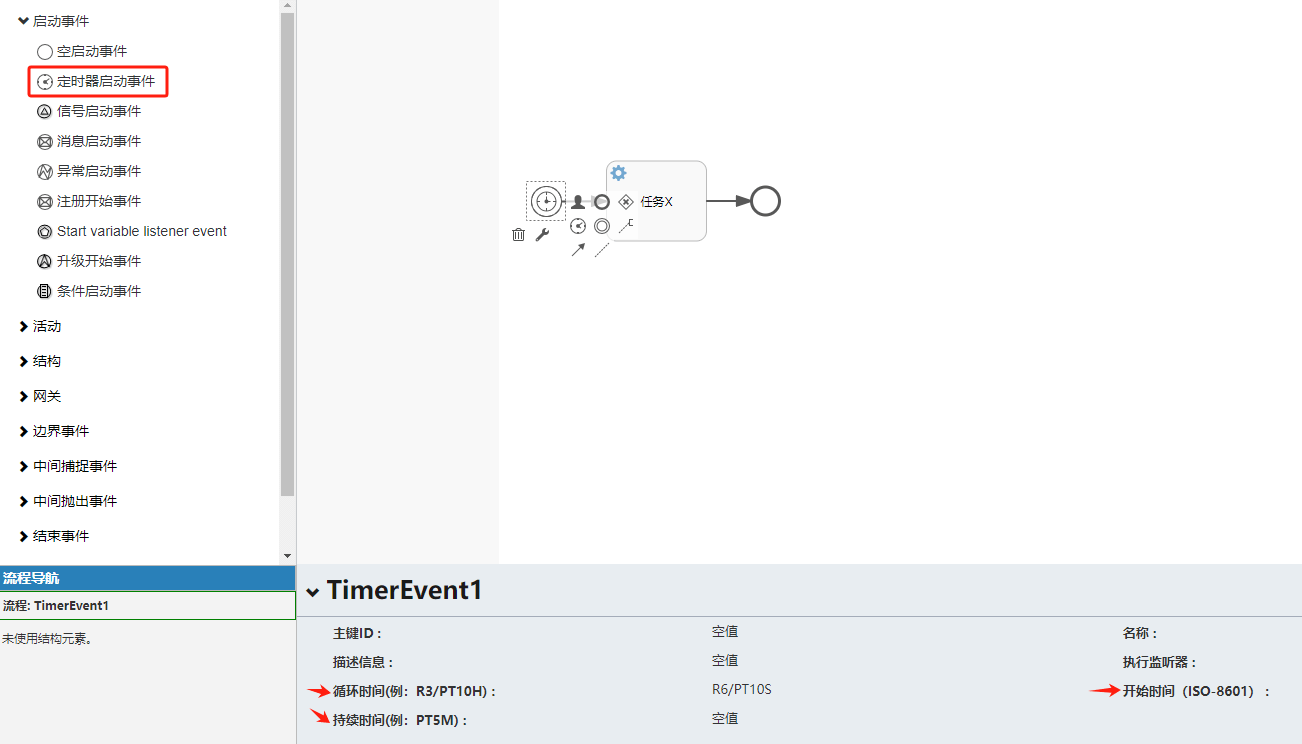 启动事件
空启动事件
定时器启动事件
信号启动事件
消息启动事件
异常启动事件
注册开始事件
Start variable listener event
升级开始事件
条件启动事件
活动
结构
网关
边界事件
中间捕捉事件
中间抛出事件
结束事件
任务X
流程导航
流程: TimerEvent1
未使用结构元素。
TimerEvent1
主键ID : 空值 名称 :
描述信息 : 空值 执行监听器 :
循环时间(例：R3/PT10H) : R6/PT10S 开始时间（ISO-8601） :
持续时间(例：PT5M) : 空值